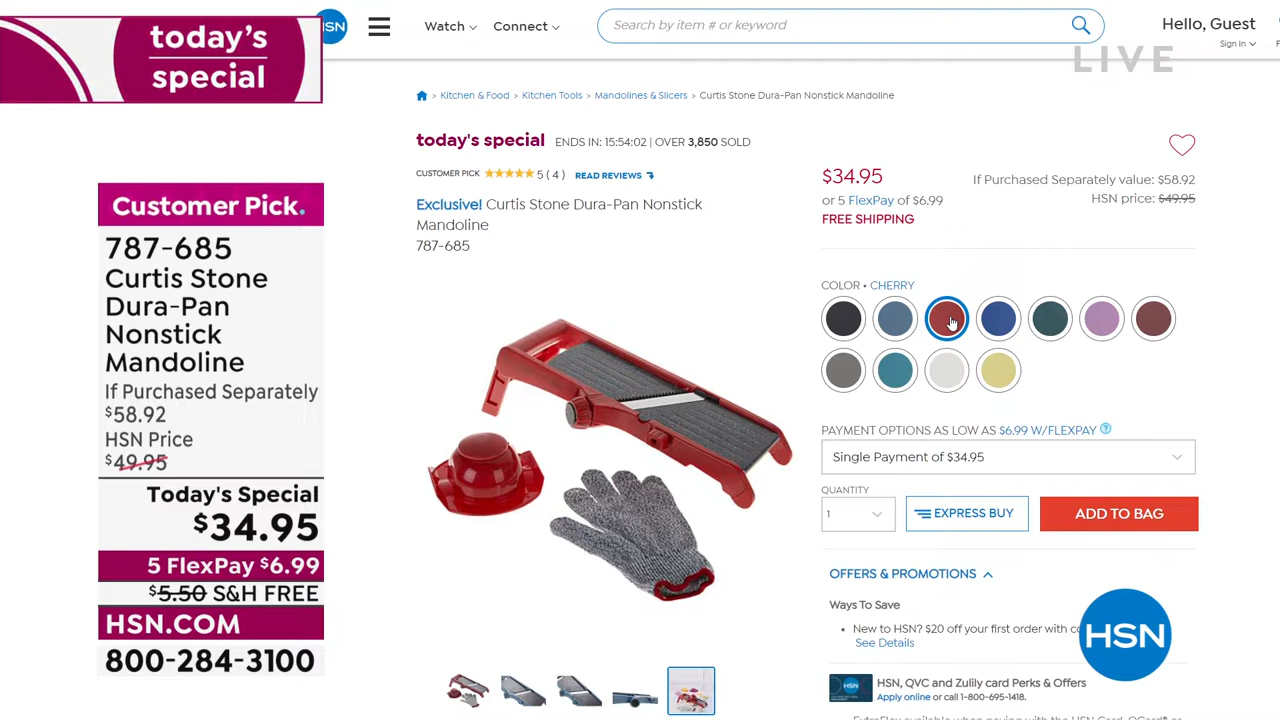 today's
special
HSN
Watch
Connect
Search by item # or keyword
Hello, Guest
Sign In
LIVE
> Kitchen & Food > Kitchen Tools > Mandolines & Slicers > Curtis Stone Dura-Pan Nonstick Mandoline
today's special ENDS IN: 15:54:02 | OVER 3,850 SOLD
CUSTOMER PICK 5 ( 4 ) READ REVIEWS
Exclusive! Curtis Stone Dura-Pan Nonstick
Mandoline
787-685
$34.95
or 5 FlexPay of $6.99
FREE SHIPPING
If Purchased Separately value: $58.92
HSN price: $49.95
COLOR • CHERRY
PAYMENT OPTIONS AS LOW AS $6.99 W/FLEXPAY ?
Single Payment of $34.95
QUANTITY
1
EXPRESS BUY
ADD TO BAG
OFFERS & PROMOTIONS
Ways To Save
• New to HSN? $20 off your first order with
See Details
HSN
HSN
HSN, QVC and Zulily card Perks & Offers
Apply online or call 1-800-695-1418.
Customer Pick.
787-685
Curtis Stone
Dura-Pan
Nonstick
Mandoline
If Purchased Separately
$58.92
HSN Price
$49.95
Today's Special
$34.95
5 FlexPay $6.99
$5.50 S&H FREE
HSN.COM
800-284-3100